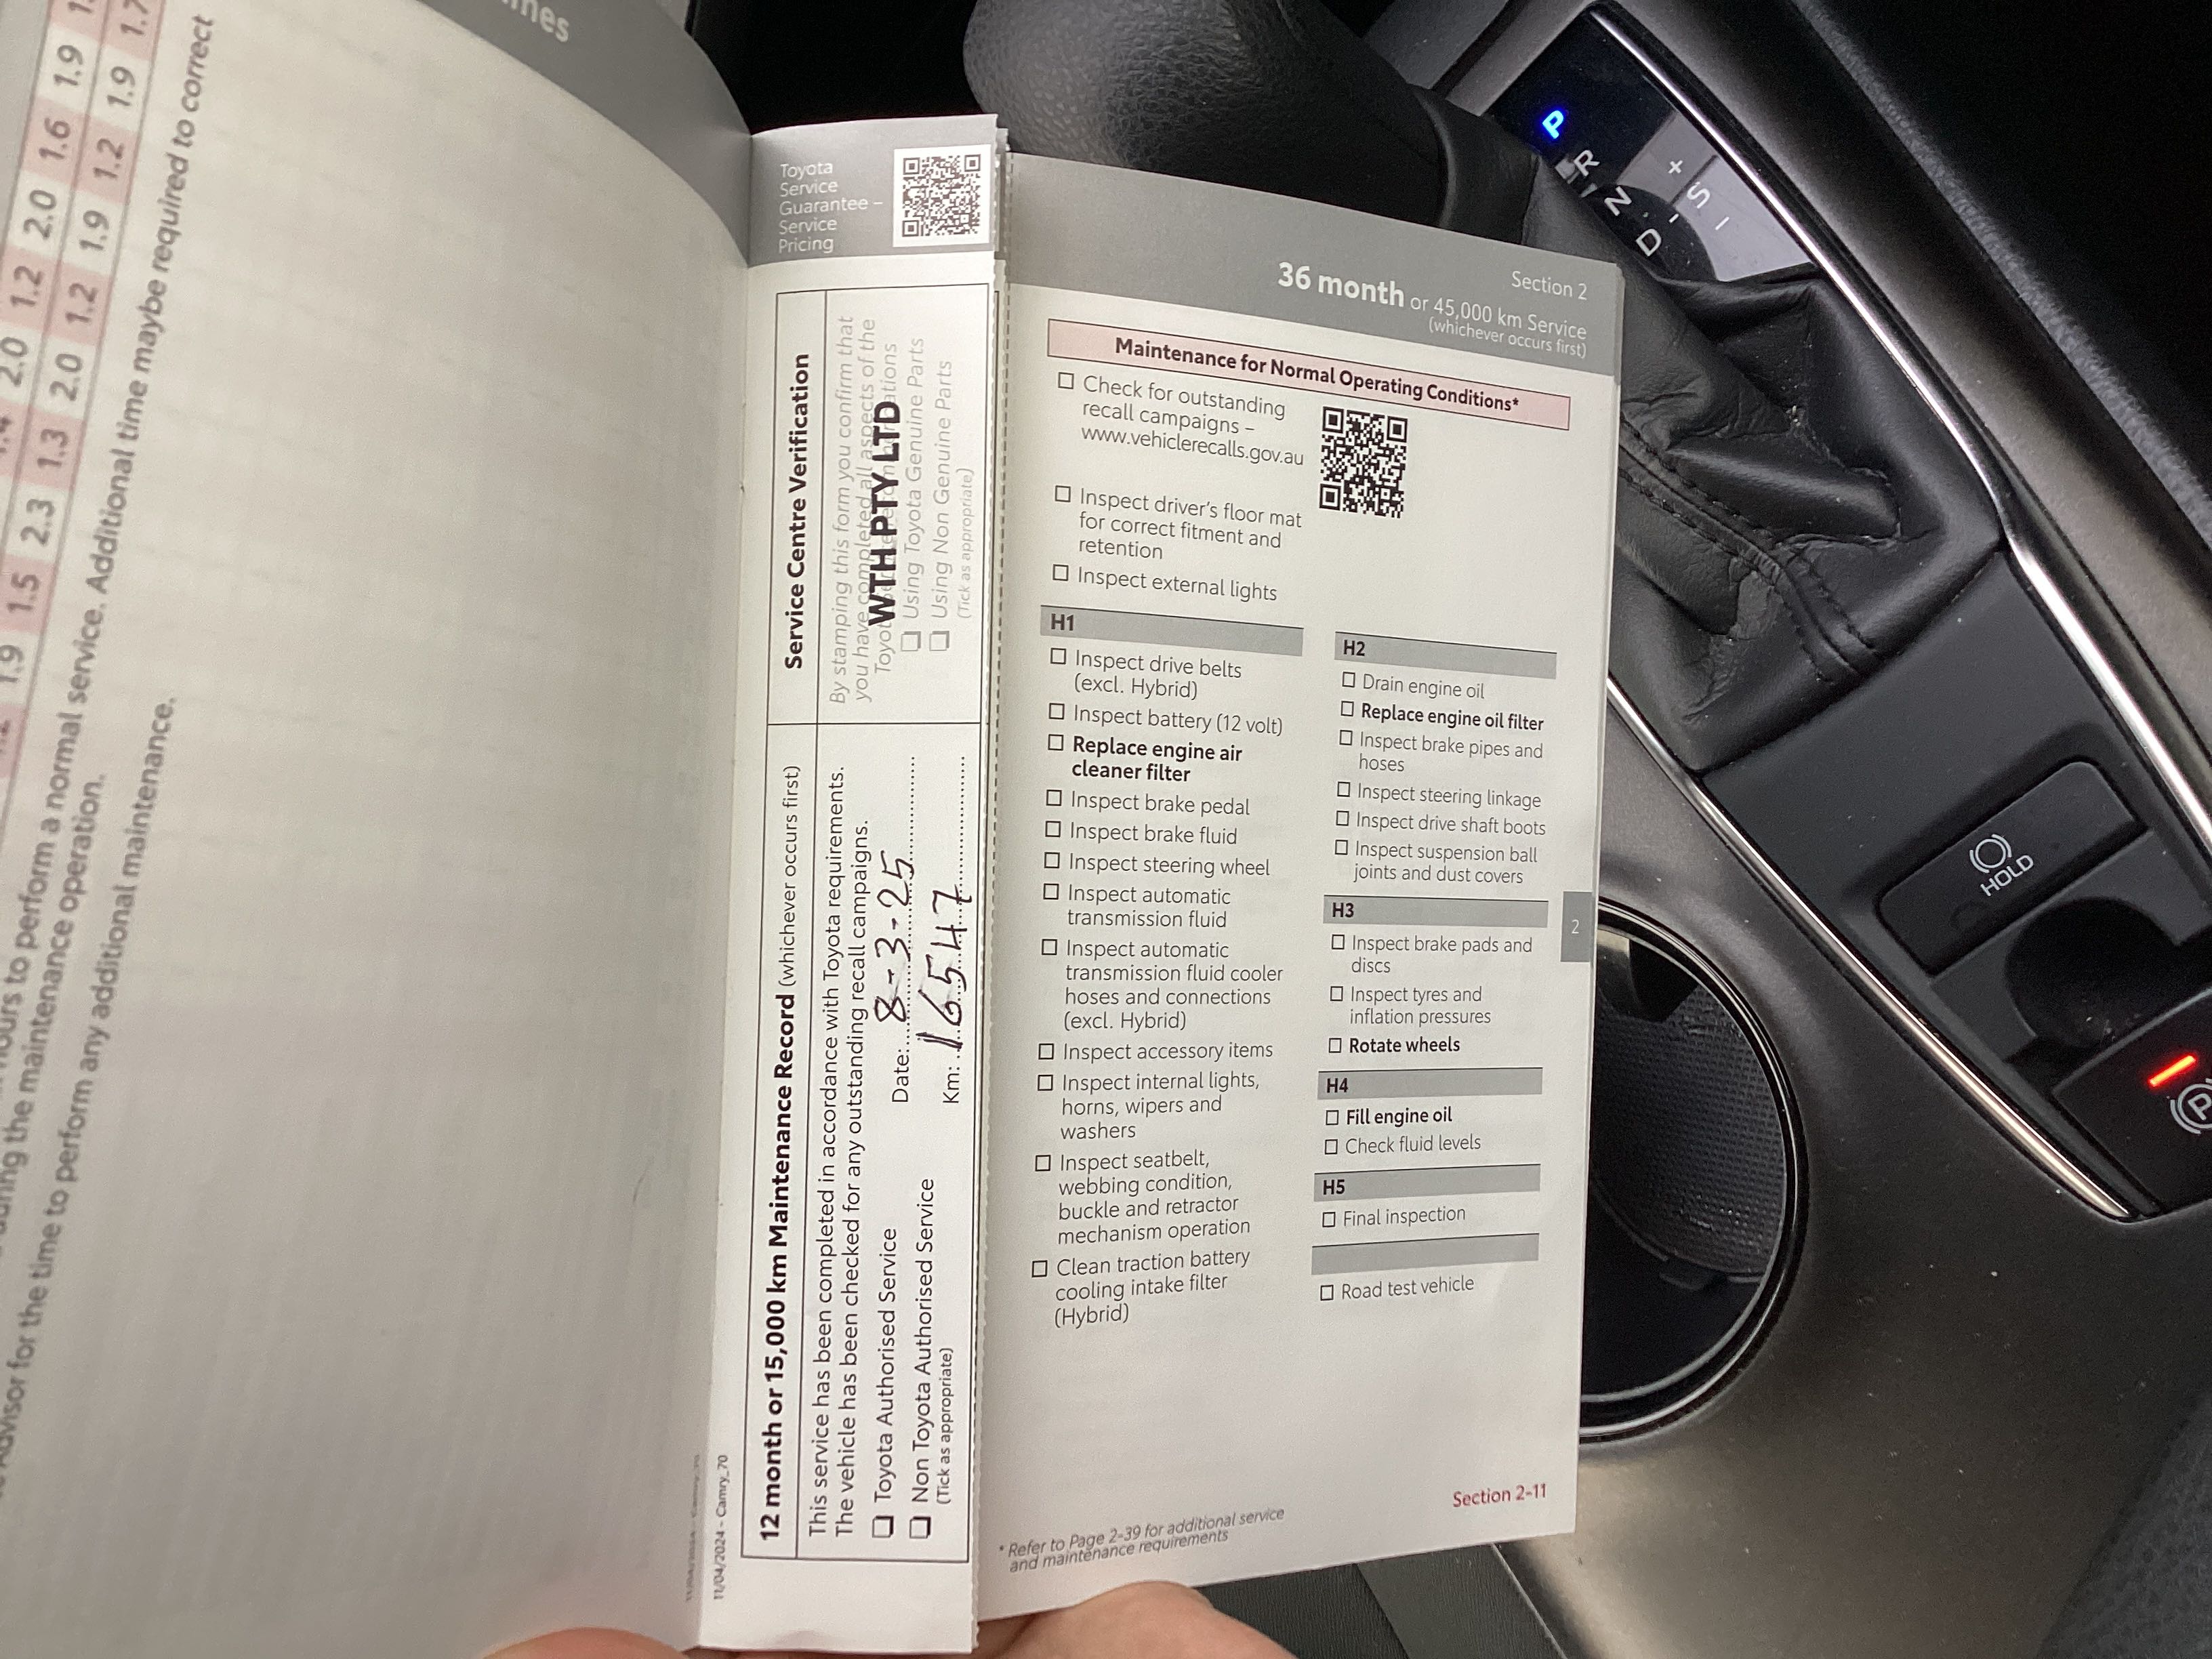 1.9
1.6
2.0
1.2
2.0
1.7
1.9
1.2
1.9
1.2
2.0
1.3
2.3
1.5
1.9
hours to perform a normal service. Additional time maybe required to correct
during the maintenance operation.
Advisor for the time to perform any additional maintenance.
11/04/2024 - Camry_70
Toyota
Service
Guarantee –
Service
Pricing
12 month or 15,000 km Maintenance Record (whichever occurs first)
This service has been completed in accordance with Toyota requirements.
The vehicle has been checked for any outstanding recall campaigns.
❑ Toyota Authorised Service
Date: 8-3-25
❑ Non Toyota Authorised Service
Km: 16547
(Tick as appropriate)
Service Centre Verification
By stamping this form you confirm that
you have completed all aspects of the
WTH PTY LTD
❑ Using Toyota Genuine Parts
❑ Using Non Genuine Parts
(Tick as appropriate)
Section 2
36 month or 45,000 km Service
(whichever occurs first)
Maintenance for Normal Operating Conditions*
☐ Check for outstanding
recall campaigns –
www.vehiclerecalls.gov.au
☐ Inspect driver's floor mat
for correct fitment and
retention
☐ Inspect external lights
H1
☐ Inspect drive belts
(excl. Hybrid)
☐ Inspect battery (12 volt)
☐ Replace engine air
cleaner filter
☐ Inspect brake pedal
☐ Inspect brake fluid
☐ Inspect steering wheel
☐ Inspect automatic
transmission fluid
☐ Inspect automatic
transmission fluid cooler
hoses and connections
(excl. Hybrid)
☐ Inspect accessory items
☐ Inspect internal lights,
horns, wipers and
washers
☐ Inspect seatbelt,
webbing condition,
buckle and retractor
mechanism operation
☐ Clean traction battery
cooling intake filter
(Hybrid)
H2
☐ Drain engine oil
☐ Replace engine oil filter
☐ Inspect brake pipes and
hoses
☐ Inspect steering linkage
☐ Inspect drive shaft boots
☐ Inspect suspension ball
joints and dust covers
H3
☐ Inspect brake pads and
discs
☐ Inspect tyres and
inflation pressures
☐ Rotate wheels
H4
☐ Fill engine oil
☐ Check fluid levels
H5
☐ Final inspection
☐ Road test vehicle
2
* Refer to Page 2-39 for additional service
and maintenance requirements
Section 2-11
P
R
N
D
+
S
–
HOLD
P